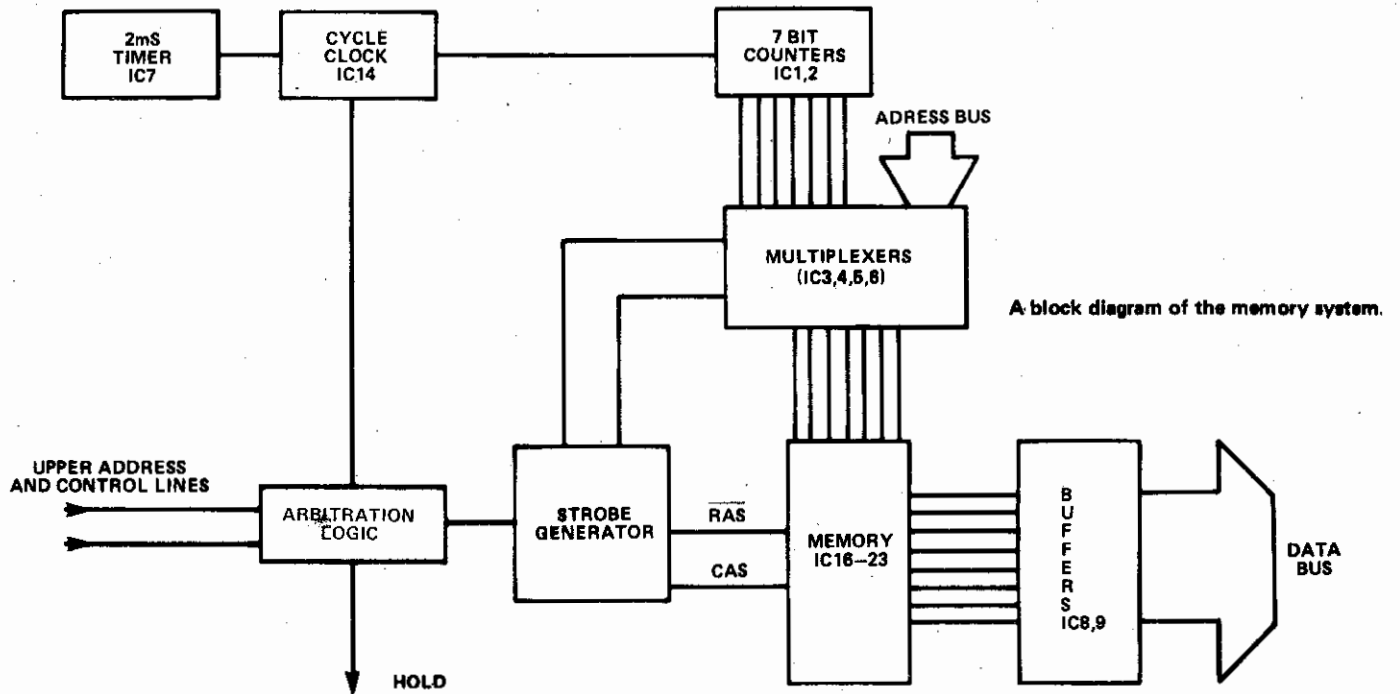 2mS
TIMER
IC7
CYCLE
CLOCK
IC14
7 BIT
COUNTERS
IC1,2
ADRESS BUS
MULTIPLEXERS
(IC3,4,5,6)
A block diagram of the memory system.
UPPER ADDRESS
AND CONTROL LINES
ARBITRATION
LOGIC
STROBE
GENERATOR
RAS
CAS
MEMORY
IC16–23
B
U
F
F
E
R
S
IC8,9
DATA
BUS
HOLD